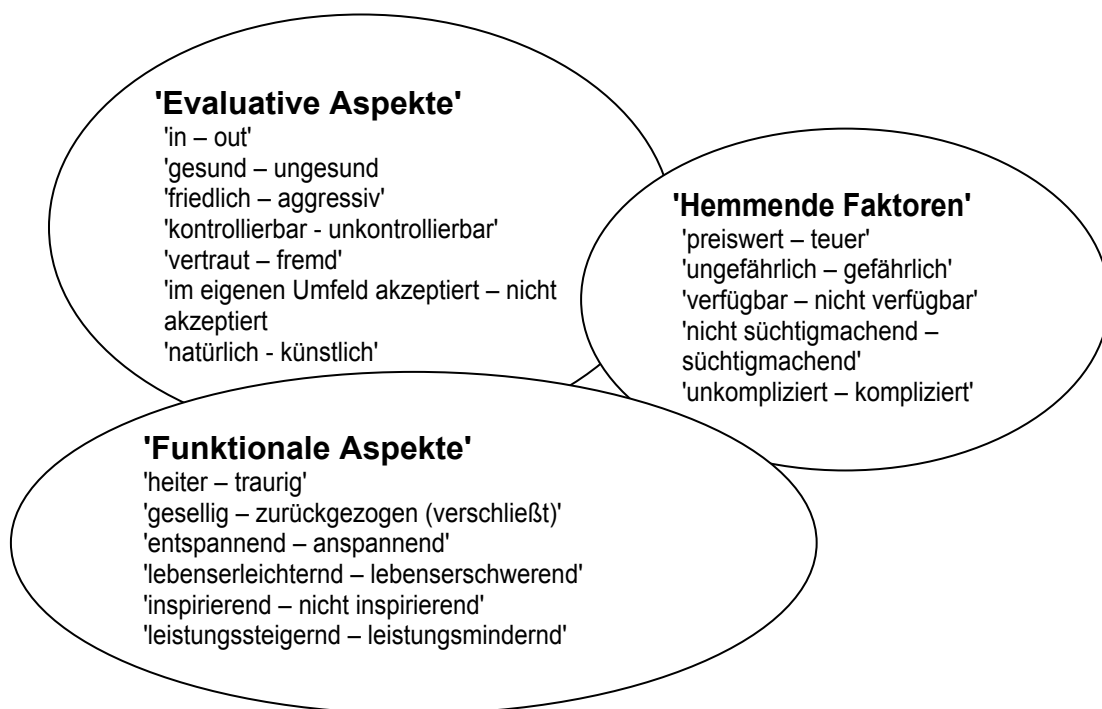 'Evaluative Aspekte'
'in – out'
'gesund – ungesund
'friedlich – aggressiv'
'kontrollierbar - unkontrollierbar'
'vertraut – fremd'
'im eigenen Umfeld akzeptiert – nicht
akzeptiert
'natürlich - künstlich'
'Hemmende Faktoren'
'preiswert – teuer'
'ungefährlich – gefährlich'
'verfügbar – nicht verfügbar'
'nicht süchtigmachend –
süchtigmachend'
'unkompliziert – kompliziert'
'Funktionale Aspekte'
'heiter – traurig'
'gesellig – zurückgezogen (verschließt)'
'entspannend – anspannend'
'lebenserleichternd – lebenserschwerend'
'inspirierend – nicht inspirierend'
'leistungssteigernd – leistungsmindernd'